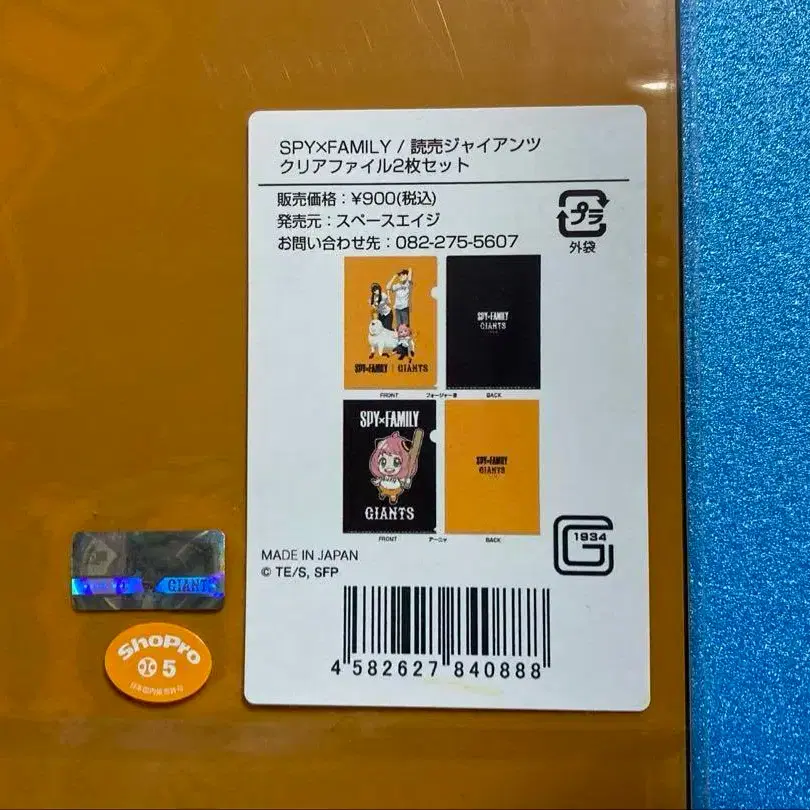 SPY×FAMILY / 読売ジャイアンツ
クリアファイル2枚セット
販売価格：¥900(税込)
発売元：スペースエイジ
お問い合わせ先：082-275-5607
プラ
外袋
SPY×FAMILY
GIANTS
SPY×FAMILY | GIANTS
FRONT フォージャー家 BACK
SPY×FAMILY
GIANTS
SPY×FAMILY
GIANTS
FRONT アーニャ BACK
1934
G
MADE IN JAPAN
© TE/S, SFP
4 582627 840888
GIANTS
ShoPro
5